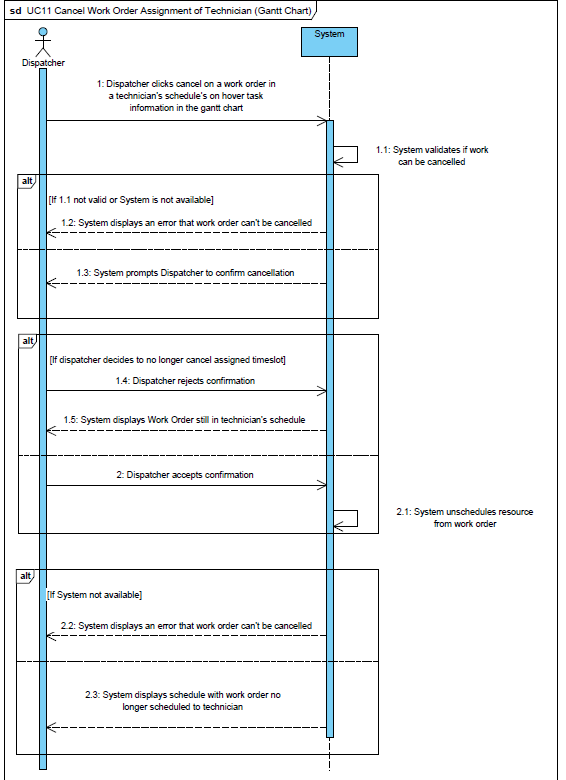 sd UC11 Cancel Work Order Assignment of Technician (Gantt Chart)
System
Dispatcher
1: Dispatcher clicks cancel on a work order in
a technician's schedule's on hover task
information in the gantt chart
1.1: System validates if work
can be cancelled
alt
[If 1.1 not valid or System is not available]
1.2: System displays an error that work order can't be cancelled
1.3: System prompts Dispatcher to confirm cancellation
alt
[If dispatcher decides to no longer cancel assigned timeslot]
1.4: Dispatcher rejects confirmation
1.5: System displays Work Order still in technician's schedule
2: Dispatcher accepts confirmation
2.1: System unschedules resource
from work order
alt
[If System not available]
2.2: System displays an error that work order can't be cancelled
2.3: System displays schedule with work order no
longer scheduled to technician